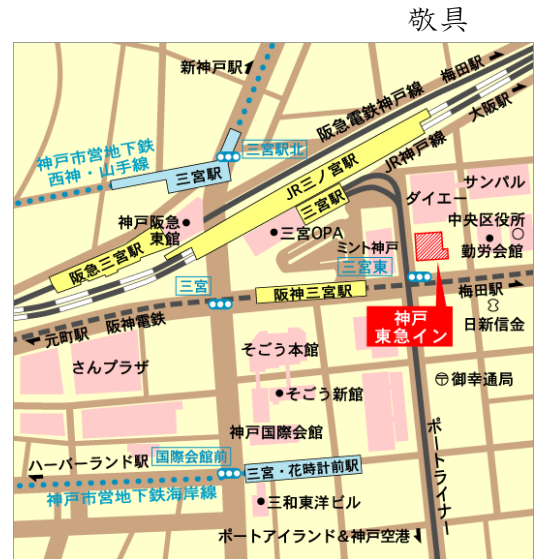 敬具
新神戸駅
梅田駅
阪急電鉄神戸線
大阪駅
神戸市営地下鉄
西神・山手線
三宮駅北
三宮駅
JR三ノ宮駅
JR神戸線
サンパル
ダイエー
三宮駅
中央区役所
神戸阪急
東館
三宮OPA
ミント神戸
勤労会館
阪急三宮駅
三宮東
三宮
阪神三宮駅
梅田駅
元町駅
阪神電鉄
神戸
東急イン
日新信金
さんプラザ
そごう本館
御幸通局
そごう新館
神戸国際会館
ポートライナー
ハーバーランド駅
国際会館前
三宮・花時計前駅
神戸市営地下鉄海岸線
三和東洋ビル
ポートアイランド&神戸空港